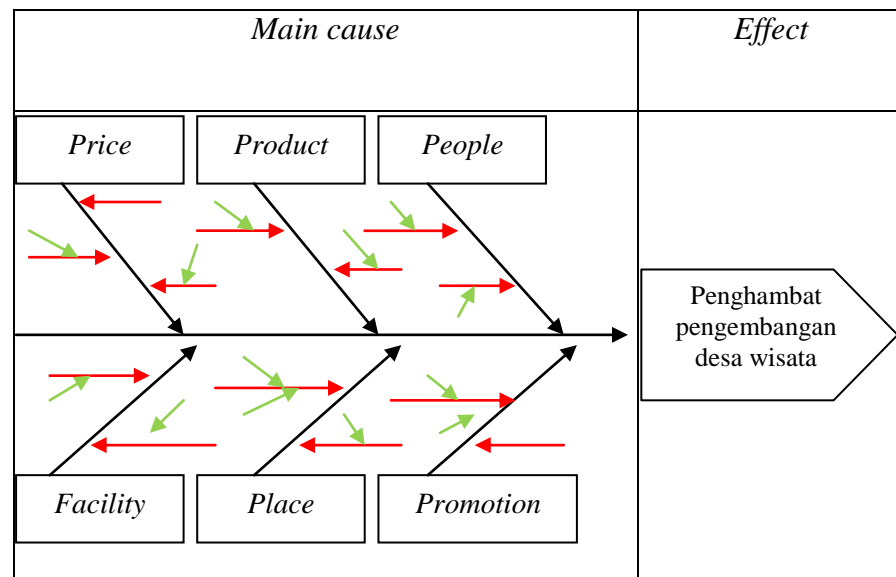 Main cause
Effect
Price
Product
People
Penghambat
pengembangan
desa wisata
Facility
Place
Promotion